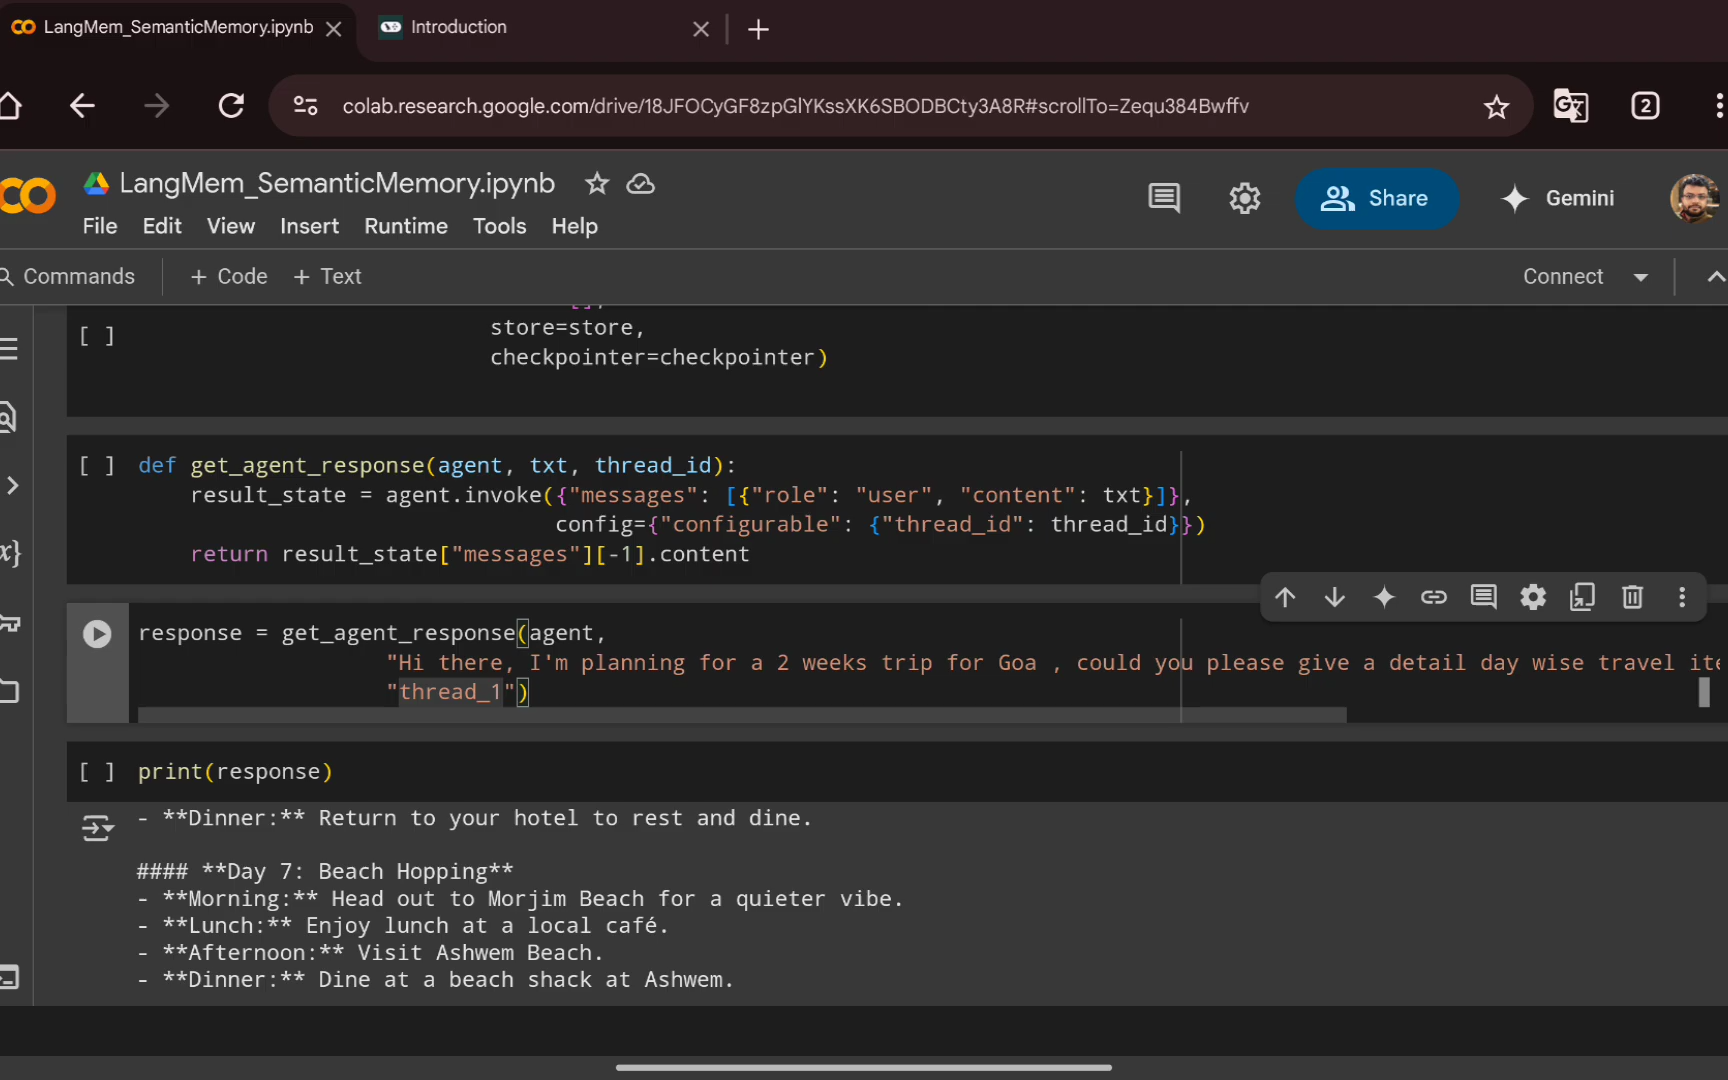 LangMem_SemanticMemory.ipynb
Introduction
colab.research.google.com/drive/18JFOCyGF8zpGlYKssXK6SBODBCty3A8R#scrollTo=Zequ384Bwffv
2
LangMem_SemanticMemory.ipynb
File Edit View Insert Runtime Tools Help
Share
Gemini
Commands + Code + Text
Connect
[ ]
store=store,
checkpointer=checkpointer)
[ ] def get_agent_response(agent, txt, thread_id):
result_state = agent.invoke({"messages": [{"role": "user", "content": txt}]},
config={"configurable": {"thread_id": thread_id}})
return result_state["messages"][-1].content
response = get_agent_response(agent,
"Hi there, I'm planning for a 2 weeks trip for Goa , could you please give a detail day wise travel ite
"thread_1")
[ ] print(response)
- **Dinner:** Return to your hotel to rest and dine.
#### **Day 7: Beach Hopping**
- **Morning:** Head out to Morjim Beach for a quieter vibe.
- **Lunch:** Enjoy lunch at a local café.
- **Afternoon:** Visit Ashwem Beach.
- **Dinner:** Dine at a beach shack at Ashwem.